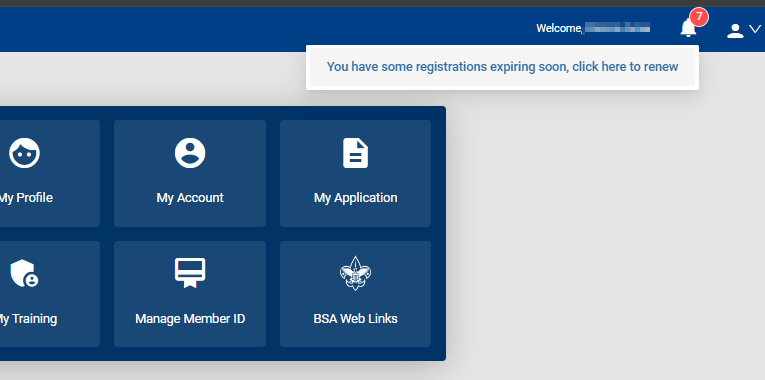 Welcome,
7
You have some registrations expiring soon, click here to renew
My Profile
My Account
My Application
My Training
Manage Member ID
BSA Web Links